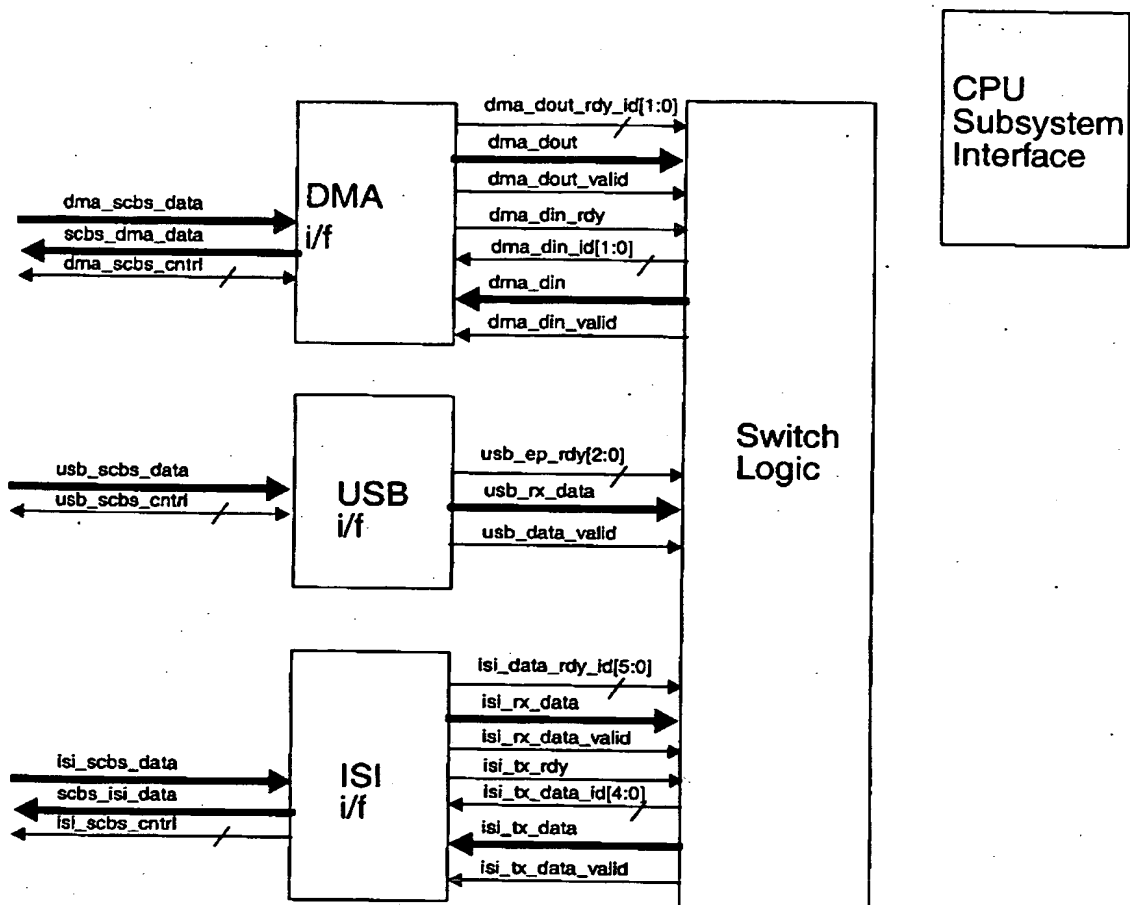 CPU
Subsystem
Interface
dma_dout_rdy_id[1:0]
dma_dout
dma_dout_valid
dma_din_rdy
dma_din_id[1:0]
dma_din
dma_din_valid
DMA
i/f
dma_scbs_data
scbs_dma_data
dma_scbs_cntrl
Switch
Logic
usb_ep_rdy[2:0]
usb_rx_data
usb_data_valid
USB
i/f
usb_scbs_data
usb_scbs_cntrl
isi_data_rdy_id[5:0]
isi_rx_data
isi_rx_data_valid
isi_tx_rdy
isi_tx_data_id[4:0]
isi_tx_data
isi_tx_data_valid
ISI
i/f
isi_scbs_data
scbs_isi_data
isi_scbs_cntrl